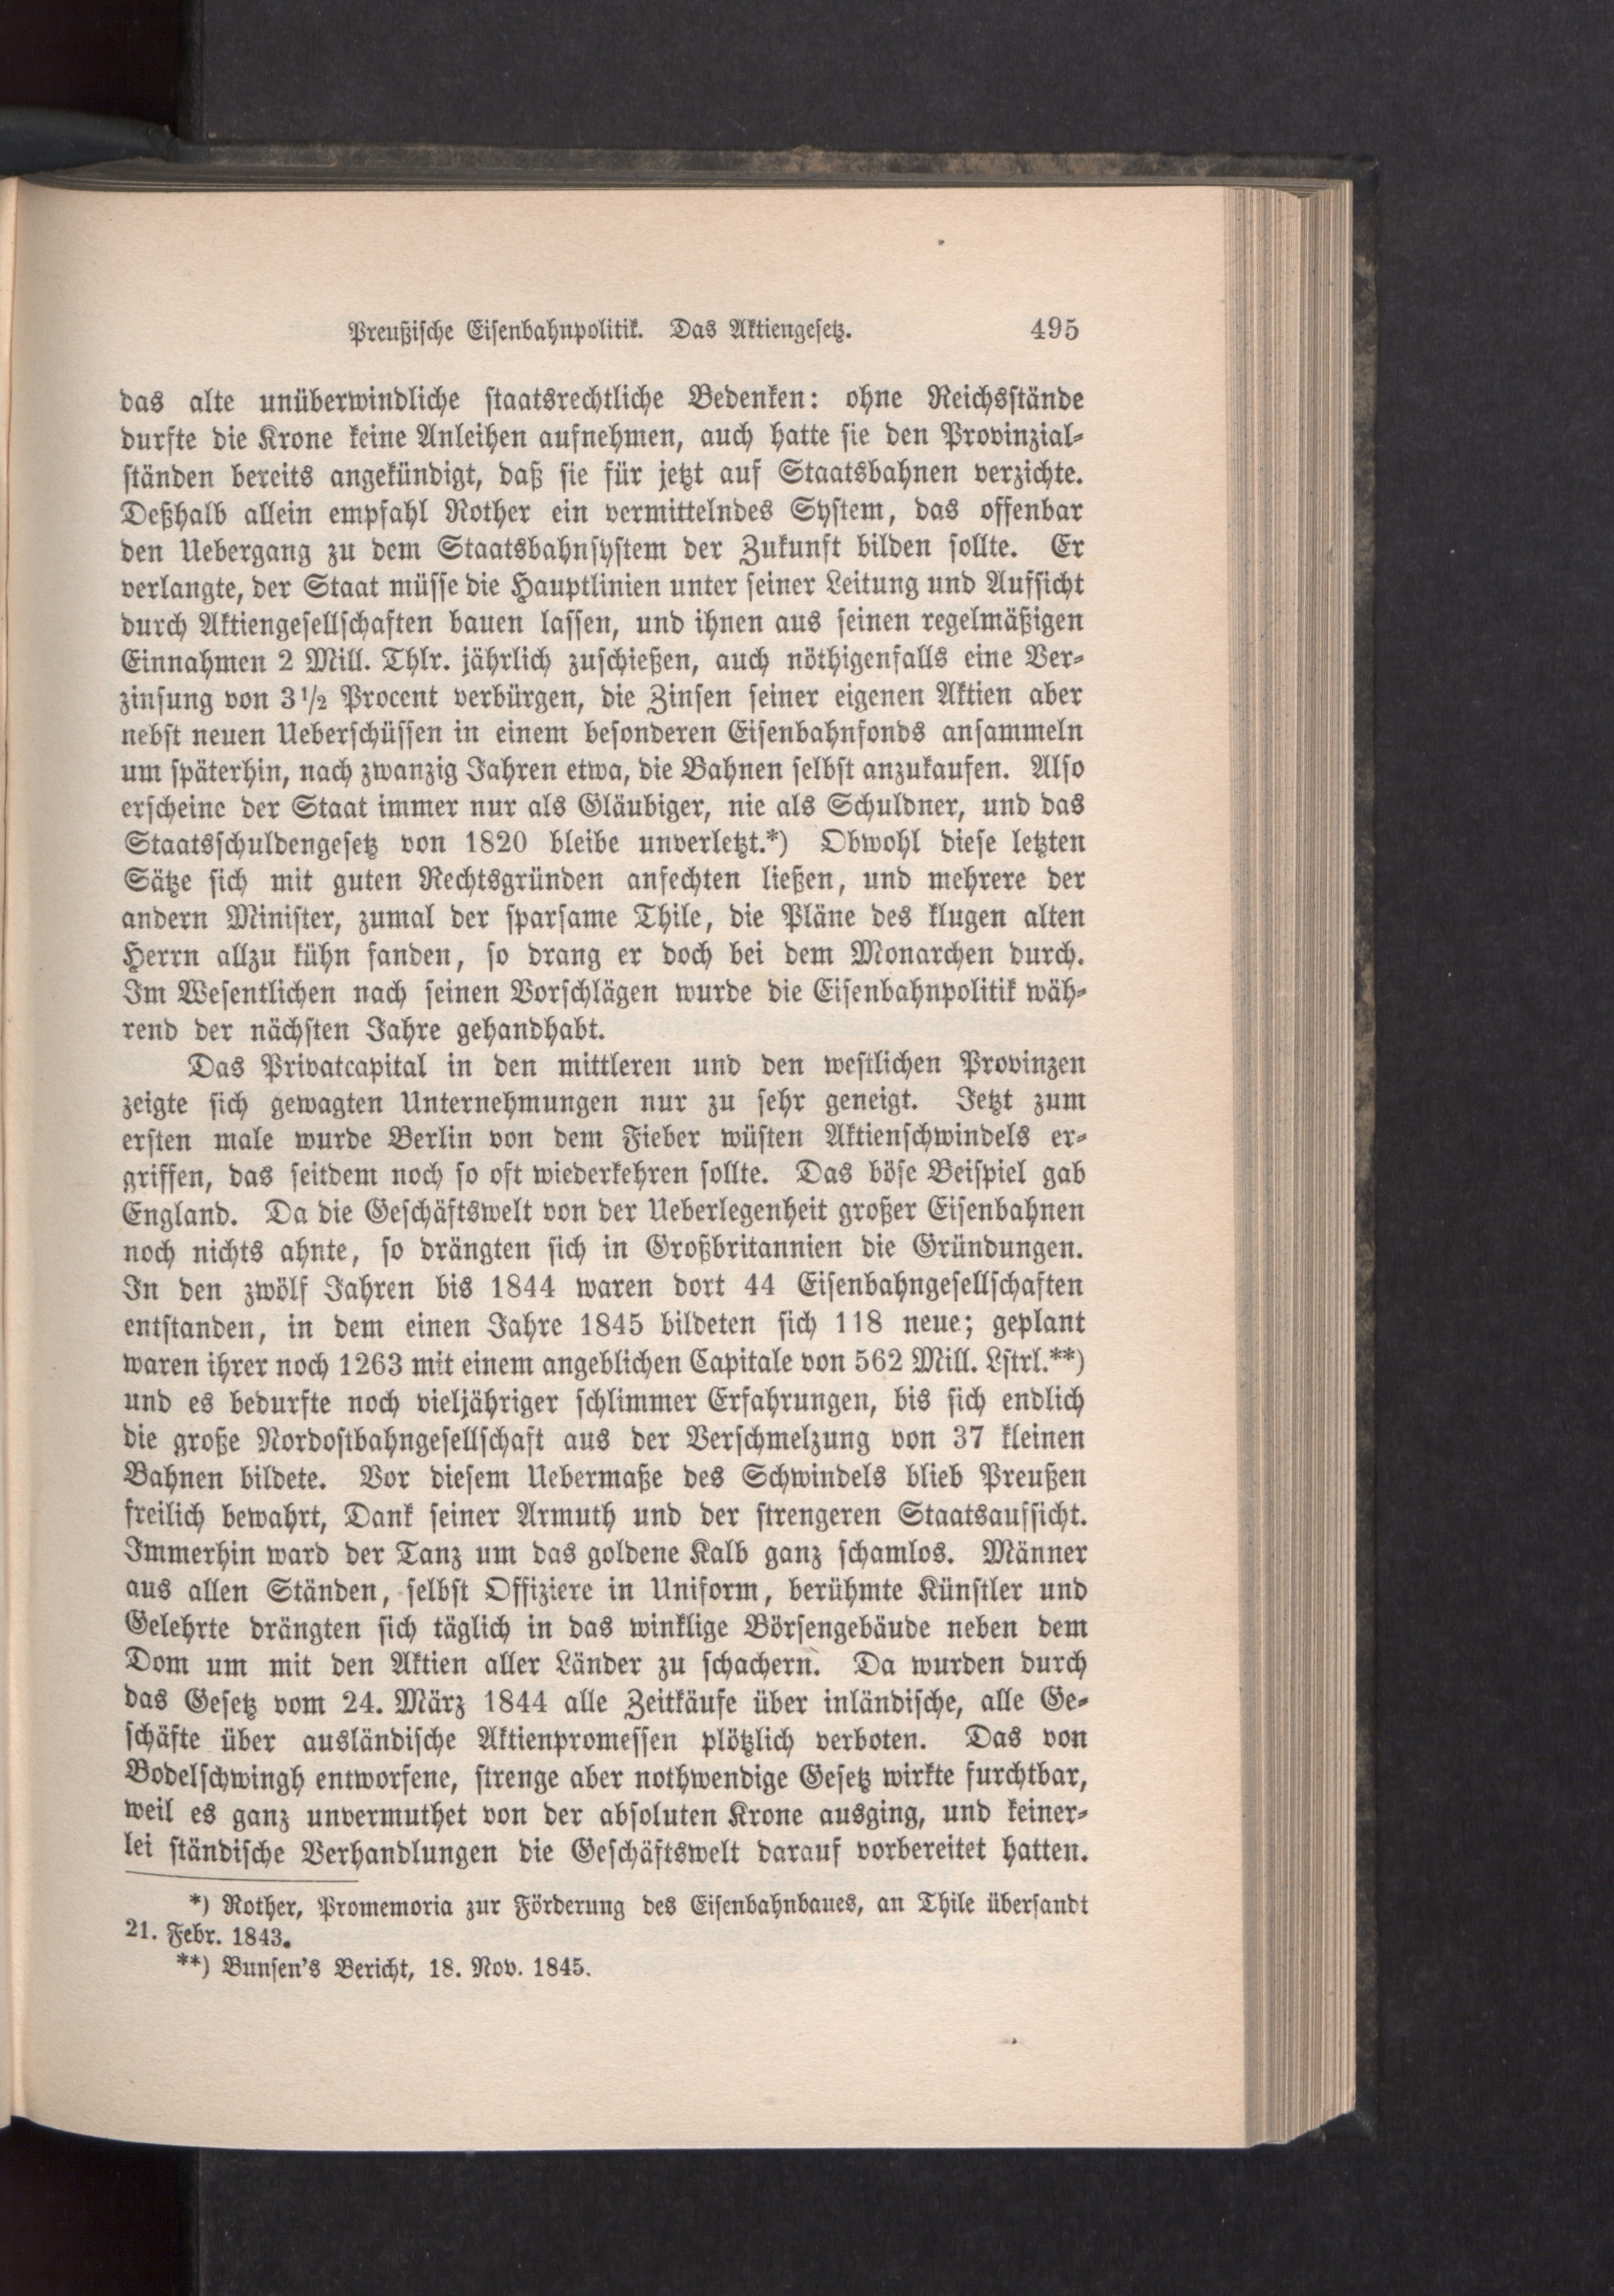 Preußische Eisenbahnpolitik. Das Aktiengesetz. 495
das alte unüberwindliche staatsrechtliche Bedenken: ohne Reichsstände
durfte die Krone keine Anleihen aufnehmen, auch hatte sie den Provinzial-
ständen bereits angekündigt, daß sie für jetzt auf Staatsbahnen verzichte.
Deßhalb allein empfahl Rother ein vermittelndes System, das offenbar
den Uebergang zu dem Staatsbahnsystem der Zukunft bilden sollte. Er
verlangte, der Staat müsse die Hauptlinien unter seiner Leitung und Aufsicht
durch Aktiengesellschaften bauen lassen, und ihnen aus seinen regelmäßigen
Einnahmen 2 Mill. Thlr. jährlich zuschießen, auch nöthigenfalls eine Ver-
zinsung von 3 1/2 Procent verbürgen, die Zinsen seiner eigenen Aktien aber
nebst neuen Ueberschüssen in einem besonderen Eisenbahnfonds ansammeln
um späterhin, nach zwanzig Jahren etwa, die Bahnen selbst anzukaufen. Also
erscheine der Staat immer nur als Gläubiger, nie als Schuldner, und das
Staatsschuldengesetz von 1820 bleibe unverletzt.*) Obwohl diese letzten
Sätze sich mit guten Rechtsgründen anfechten ließen, und mehrere der
andern Minister, zumal der sparsame Thile, die Pläne des klugen alten
Herrn allzu kühn fanden, so drang er doch bei dem Monarchen durch.
Im Wesentlichen nach seinen Vorschlägen wurde die Eisenbahnpolitik wäh-
rend der nächsten Jahre gehandhabt.
Das Privatcapital in den mittleren und den westlichen Provinzen
zeigte sich gewagten Unternehmungen nur zu sehr geneigt. Jetzt zum
ersten male wurde Berlin von dem Fieber wüsten Aktienschwindels er-
griffen, das seitdem noch so oft wiederkehren sollte. Das böse Beispiel gab
England. Da die Geschäftswelt von der Ueberlegenheit großer Eisenbahnen
noch nichts ahnte, so drängten sich in Großbritannien die Gründungen.
In den zwölf Jahren bis 1844 waren dort 44 Eisenbahngesellschaften
entstanden, in dem einen Jahre 1845 bildeten sich 118 neue; geplant
waren ihrer noch 1263 mit einem angeblichen Capitale von 562 Mill. Lstrl.**)
und es bedurfte noch vieljähriger schlimmer Erfahrungen, bis sich endlich
die große Nordostbahngesellschaft aus der Verschmelzung von 37 kleinen
Bahnen bildete. Vor diesem Uebermaße des Schwindels blieb Preußen
freilich bewahrt, Dank seiner Armuth und der strengeren Staatsaufsicht.
Immerhin ward der Tanz um das goldene Kalb ganz schamlos. Männer
aus allen Ständen, selbst Offiziere in Uniform, berühmte Künstler und
Gelehrte drängten sich täglich in das winklige Börsengebäude neben dem
Dom um mit den Aktien aller Länder zu schachern. Da wurden durch
das Gesetz vom 24. März 1844 alle Zeitkäufe über inländische, alle Ge-
schäfte über ausländische Aktienpromessen plötzlich verboten. Das von
Bodelschwingh entworfene, strenge aber nothwendige Gesetz wirkte furchtbar,
weil es ganz unvermuthet von der absoluten Krone ausging, und keiner-
lei ständische Verhandlungen die Geschäftswelt darauf vorbereitet hatten.
*) Rother, Promemoria zur Förderung des Eisenbahnbaues, an Thile übersandt
21. Febr. 1843.
**) Bunsen's Bericht, 18. Nov. 1845.